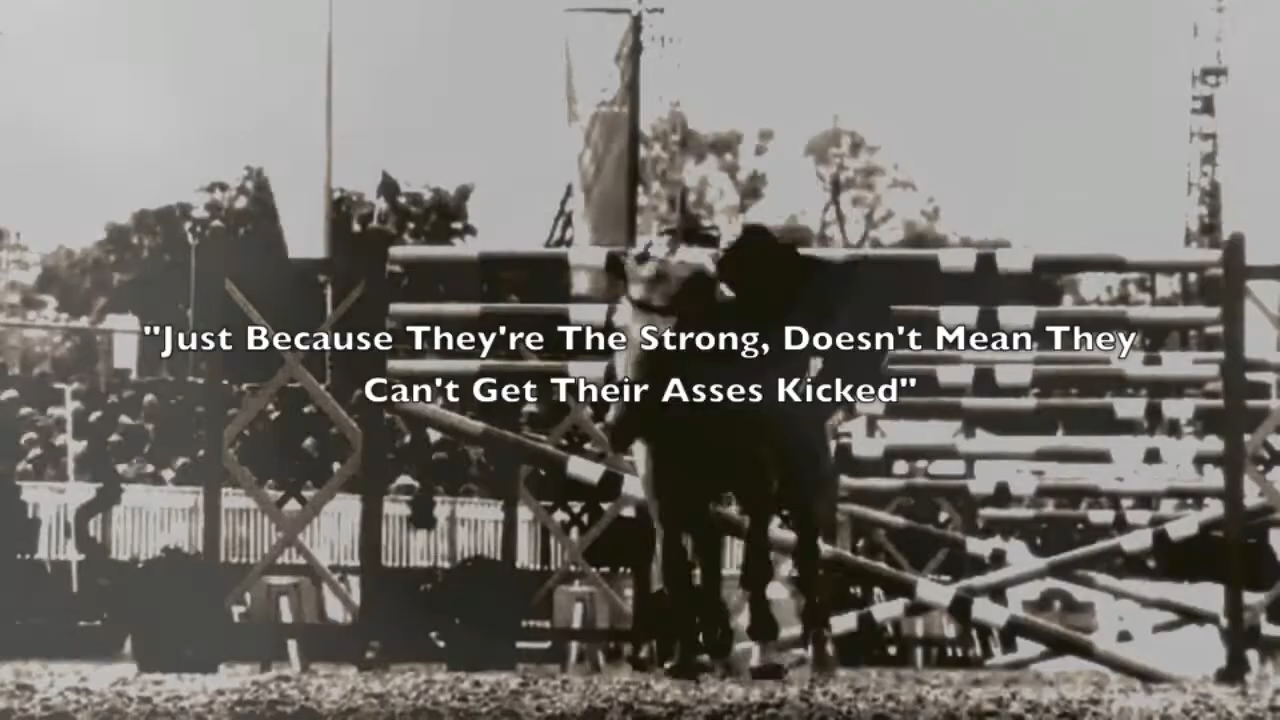 "Just Because They're The Strong, Doesn't Mean They
Can't Get Their Asses Kicked"